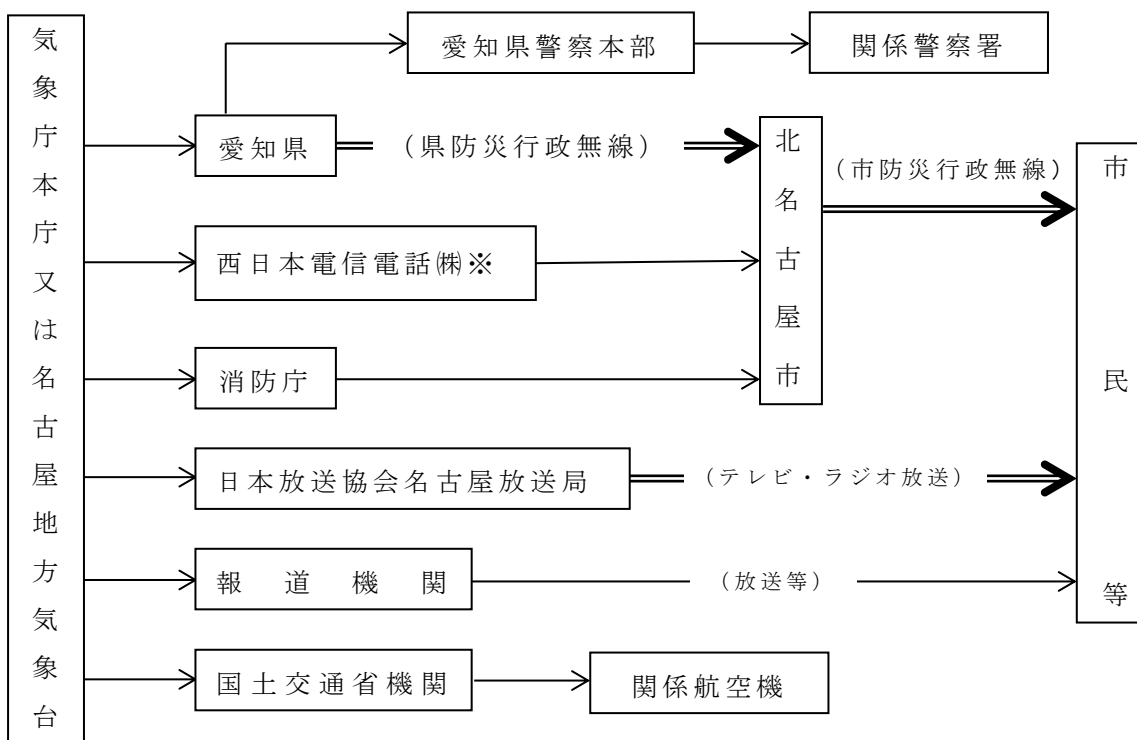 気象庁本庁又は名古屋地方気象台
愛知県警察本部
関係警察署
愛知県
(県防災行政無線)
北名古屋市
(市防災行政無線)
市民等
西日本電信電話㈱※
消防庁
日本放送協会名古屋放送局
(テレビ・ラジオ放送)
報道機関
(放送等)
国土交通省機関
関係航空機